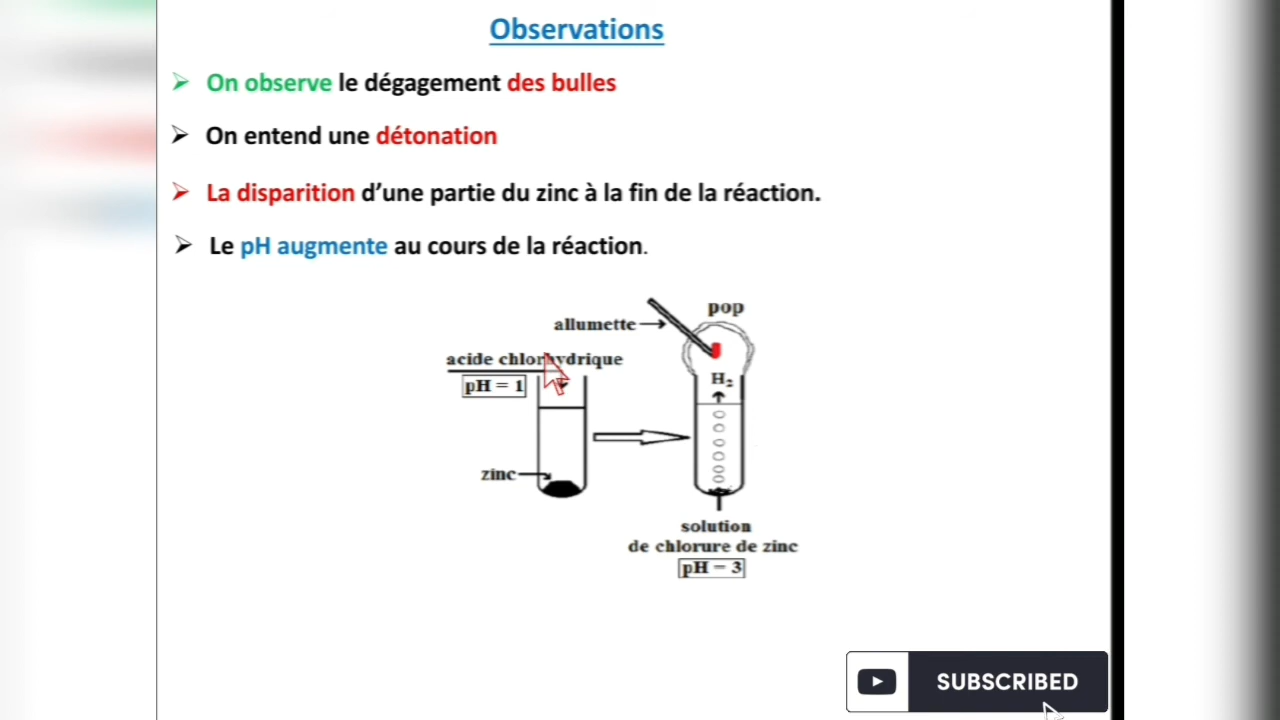 Observations
➢ On observe le dégagement des bulles
➢ On entend une détonation
➢ La disparition d’une partie du zinc à la fin de la réaction.
➢ Le pH augmente au cours de la réaction.
pop
allumette
acide chlorhydrique
H₂
pH = 1
zinc
solution
de chlorure de zinc
pH = 3
SUBSCRIBED